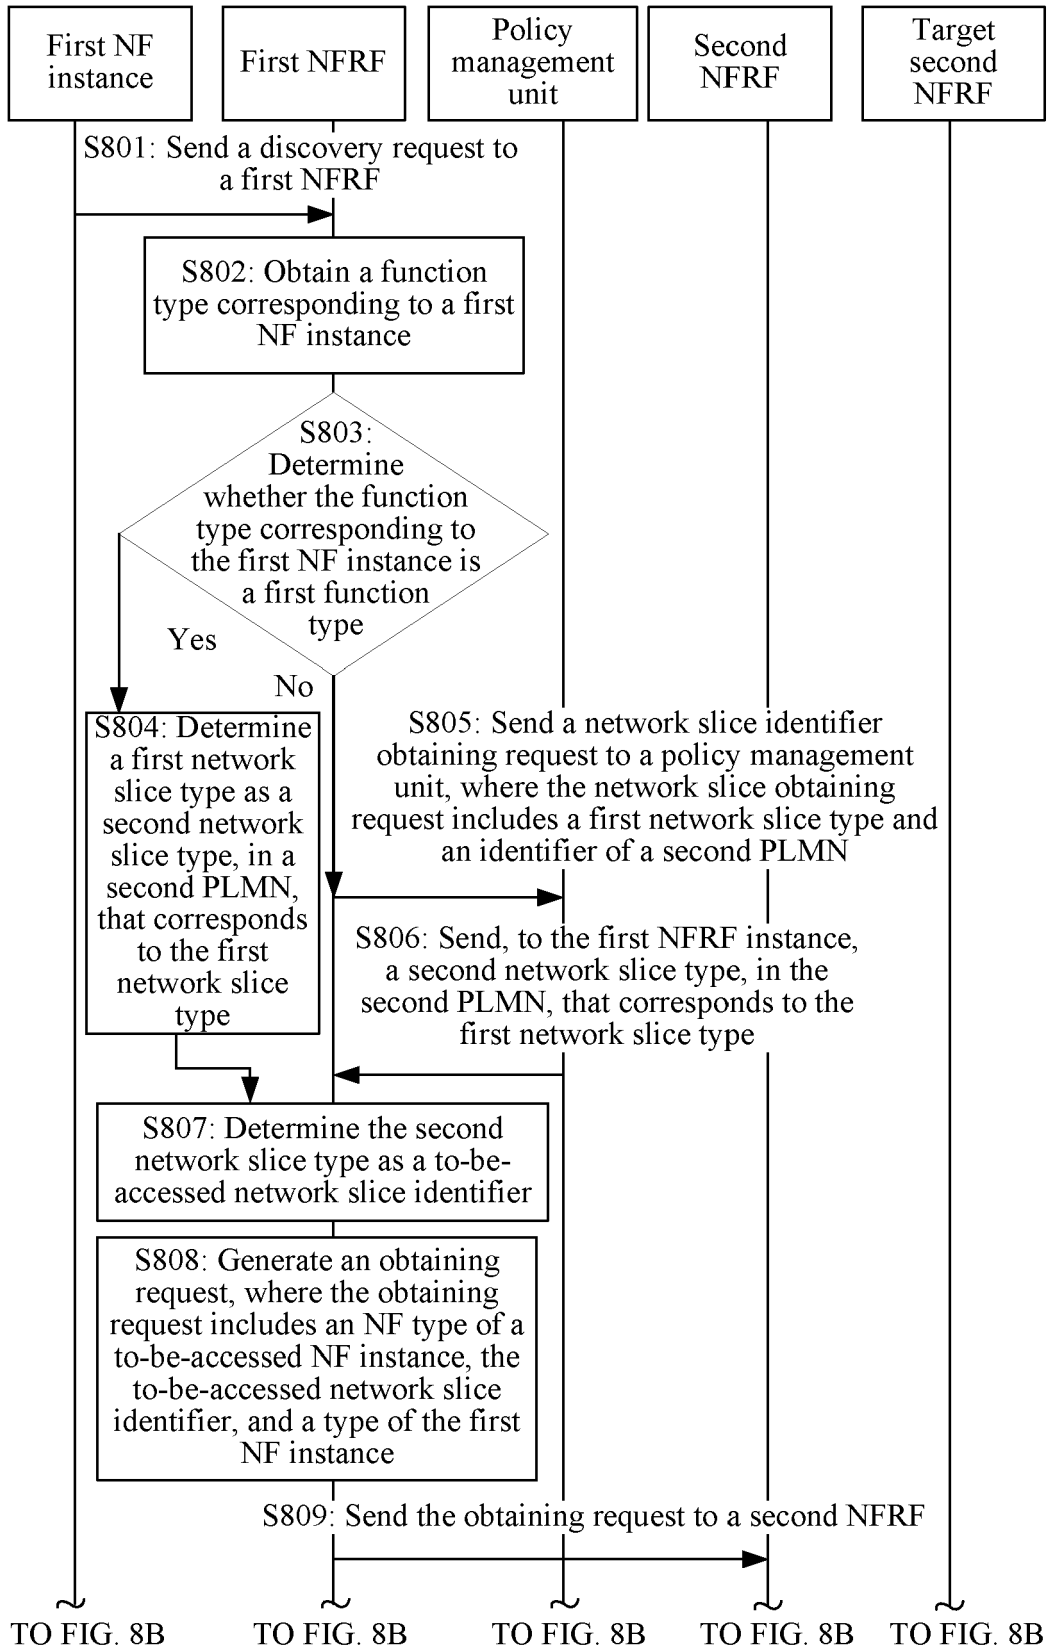 First NF
instance
First NFRF
Policy
management
unit
Second
NFRF
Target
second
NFRF
S801: Send a discovery request to
a first NFRF
S802: Obtain a function
type corresponding to a first
NF instance
S803:
Determine
whether the function
type corresponding to
the first NF instance is
a first function
type
Yes
No
S804: Determine
a first network
slice type as a
second network
slice type, in a
second PLMN,
that corresponds
to the first
network slice
type
S805: Send a network slice identifier
obtaining request to a policy management
unit, where the network slice obtaining
request includes a first network slice type and
an identifier of a second PLMN
S806: Send, to the first NFRF instance,
a second network slice type, in the
second PLMN, that corresponds to the
first network slice type
S807: Determine the second
network slice type as a to-be-
accessed network slice identifier
S808: Generate an obtaining
request, where the obtaining
request includes an NF type of a
to-be-accessed NF instance, the
to-be-accessed network slice
identifier, and a type of the first
NF instance
S809: Send the obtaining request to a second NFRF
TO FIG. 8B
TO FIG. 8B
TO FIG. 8B
TO FIG. 8B
TO FIG. 8B